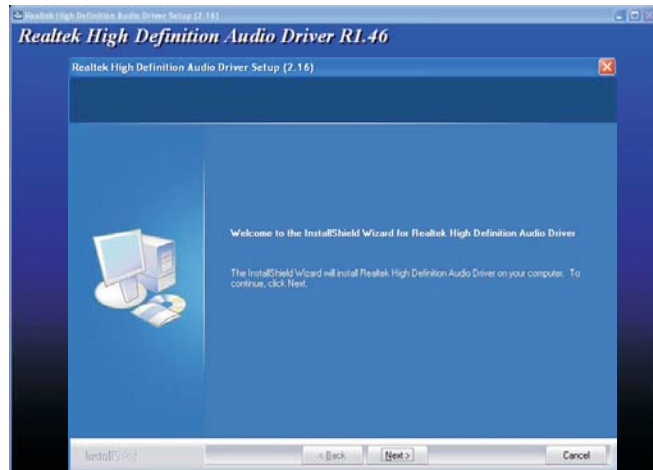 Realtek High Definition Audio Driver Setup (2.16)
Realtek High Definition Audio Driver R1.46
Realtek High Definition Audio Driver Setup (2.16)
Welcome to the InstallShield Wizard for Realtek High Definition Audio Driver
The InstallShield Wizard will install Realtek High Definition Audio Driver on your computer. To
continue, click Next.
InstallShield
< Back
Next >
Cancel